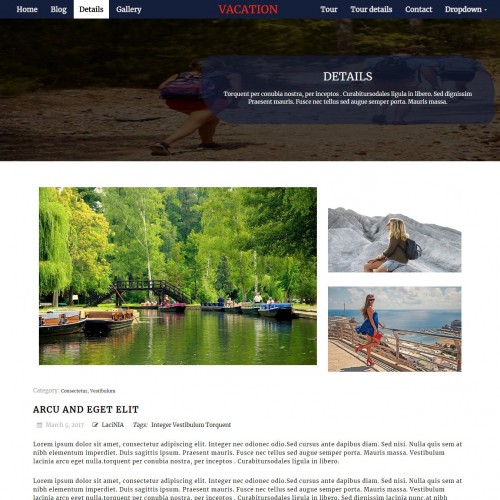 Home Blog Details Gallery VACATION Tour Tour details Contact Dropdown
DETAILS
Torquent per conubia nostra, per inceptos . Curabitursodales ligula in libero. Sed dignissim
Praesent mauris. Fusce nec tellus sed augue semper porta. Mauris massa.
Category: Consectetur, Vestibulum
ARCU AND EGET ELIT
March 5, 2017 LaciNIA Tags: Integer Vestibulum Torquent
Lorem ipsum dolor sit amet, consectetur adipiscing elit. Integer nec odionec odio.Sed cursus ante dapibus diam. Sed nisi. Nulla quis sem at
nibh elementum imperdiet. Duis sagittis ipsum. Praesent mauris. Fusce nec tellus sed augue semper porta. Mauris massa. Vestibulum
lacinia arcu eget nulla.torquent per conubia nostra, per inceptos . Curabitursodales ligula in libero.
Lorem ipsum dolor sit amet, consectetur adipiscing elit. Integer nec odionec odio.Sed cursus ante dapibus diam. Sed nisi. Nulla quis sem at
nibh elementum imperdiet. Duis sagittis ipsum. Praesent mauris. Fusce nec tellus sed augue semper porta. Mauris massa. Vestibulum
lacinia arcu eget nulla.torquent per conubia nostra, per inceptos . Curabitursodales ligula in libero. consectetur nunc arcu quis nibh